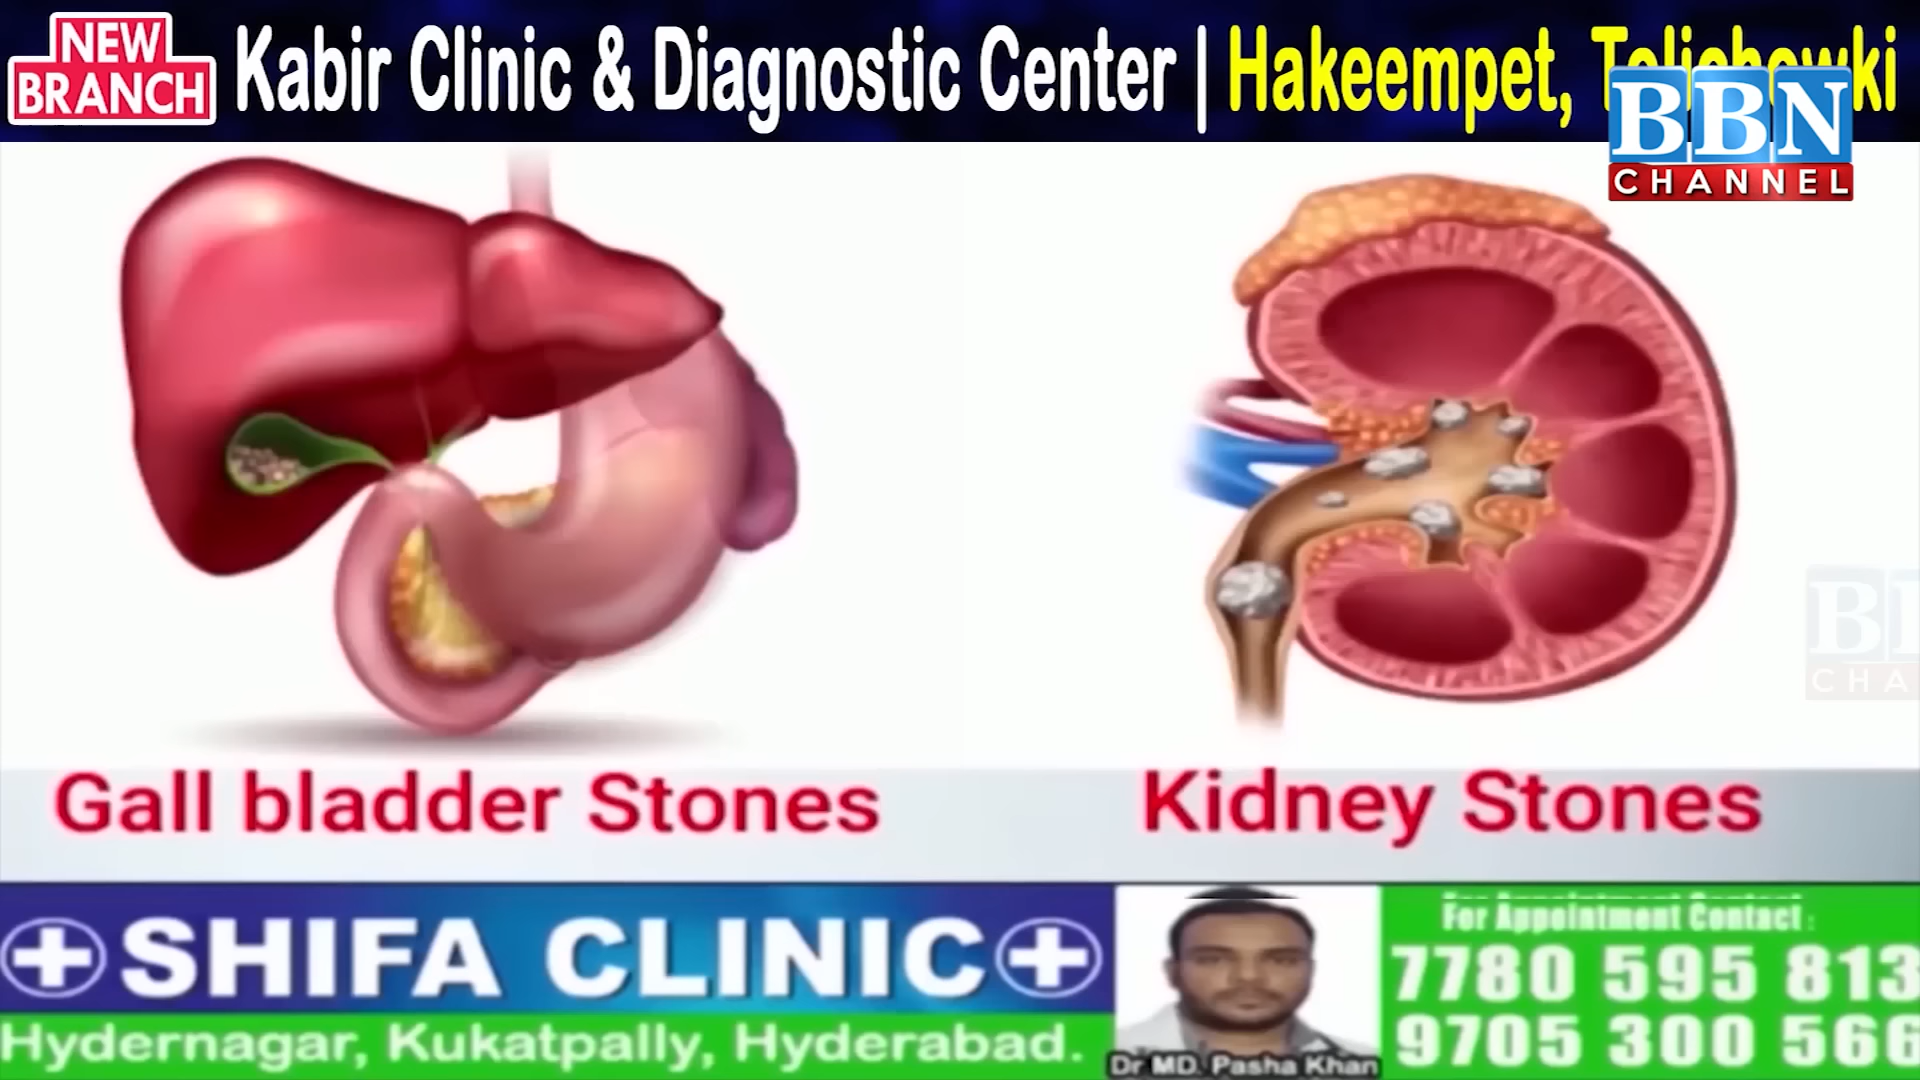 NEW
BRANCH
Kabir Clinic & Diagnostic Center | Hakeempet,
BBN
CHANNEL
Gall bladder Stones
Kidney Stones
SHIFA CLINIC
Hydernagar, Kukatpally, Hyderabad.
Dr MD. Pasha Khan
For Appointment Contact :
7780 595 813
9705 300 566